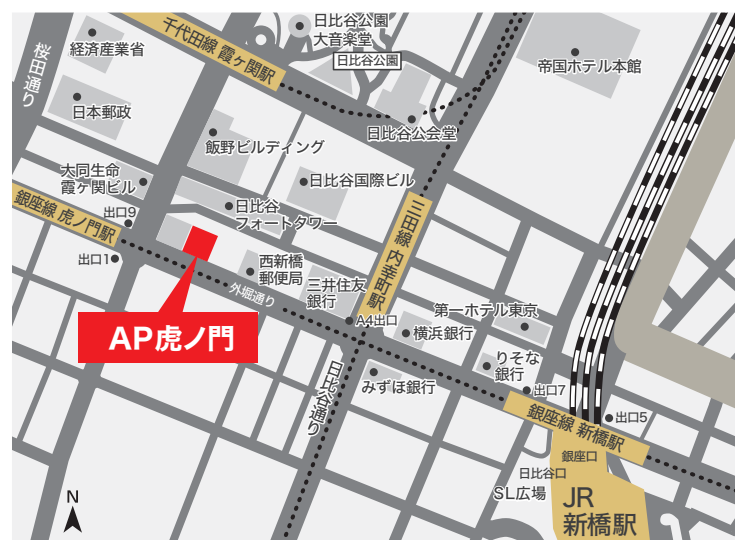 日比谷公園
大音楽堂
千代田線 霞ヶ関駅
経済産業省
桜田通り
日比谷公園
帝国ホテル本館
日本郵政
日比谷公会堂
飯野ビルディング
大同生命
霞ヶ関ビル
日比谷国際ビル
銀座線 虎ノ門駅
出口9
日比谷
フォートタワー
三田線 内幸町駅
出口1
西新橋
郵便局
外堀通り
三井住友
銀行
第一ホテル東京
A4出口
AP虎ノ門
横浜銀行
りそな
銀行
日比谷通り
みずほ銀行
出口7
銀座線 新橋駅
出口5
銀座口
日比谷口
SL広場
JR
新橋駅
N